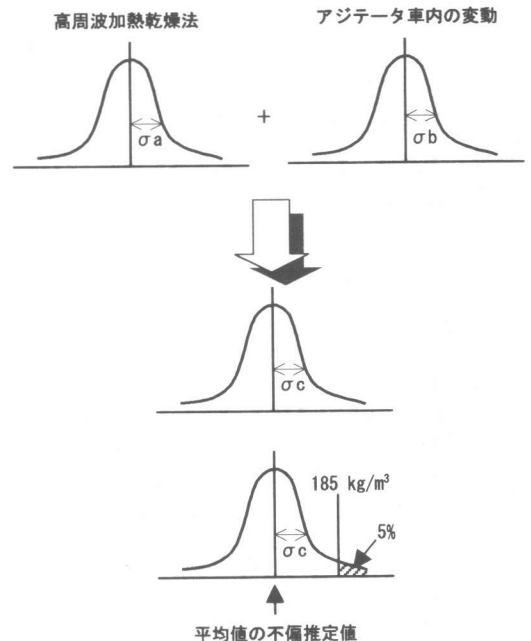 高周波加熱乾燥法
アジテータ車内の変動
σa
+
σb
σc
185 kg/m³
5%
σc
平均値の不偏推定値